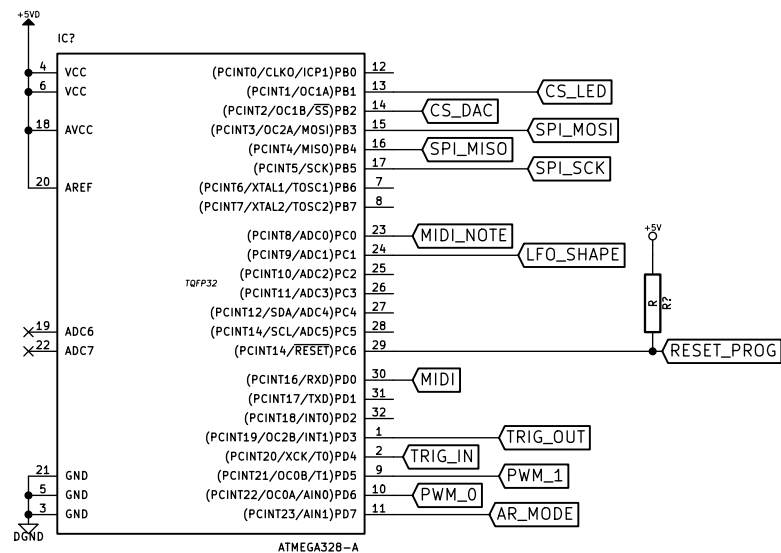 +5VD
IC?
4 VCC (PCINT0/CLKO/ICP1)PB0 12
6 VCC (PCINT1/OC1A)PB1 13 CS_LED
(PCINT2/OC1B/SS)PB2 14 CS_DAC
18 AVCC (PCINT3/OC2A/MOSI)PB3 15 SPI_MOSI
(PCINT4/MISO)PB4 16 SPI_MISO
(PCINT5/SCK)PB5 17 SPI_SCK
20 AREF (PCINT6/XTAL1/TOSC1)PB6 7
(PCINT7/XTAL2/TOSC2)PB7 8
(PCINT8/ADC0)PC0 23 MIDI_NOTE
+5V
(PCINT9/ADC1)PC1 24 LFO_SHAPE
(PCINT10/ADC2)PC2 25
TQFP32
(PCINT11/ADC3)PC3 26
R R?
(PCINT12/SDA/ADC4)PC4 27
19 ADC6 (PCINT14/SCL/ADC5)PC5 28
22 ADC7 (PCINT14/RESET)PC6 29 RESET_PROG
(PCINT16/RXD)PD0 30 MIDI
(PCINT17/TXD)PD1 31
(PCINT18/INT0)PD2 32
(PCINT19/OC2B/INT1)PD3 1 TRIG_OUT
(PCINT20/XCK/T0)PD4 2 TRIG_IN
21 GND (PCINT21/OC0B/T1)PD5 9 PWM_1
5 GND (PCINT22/OC0A/AIN0)PD6 10 PWM_0
3 GND (PCINT23/AIN1)PD7 11 AR_MODE
DGND
ATMEGA328-A